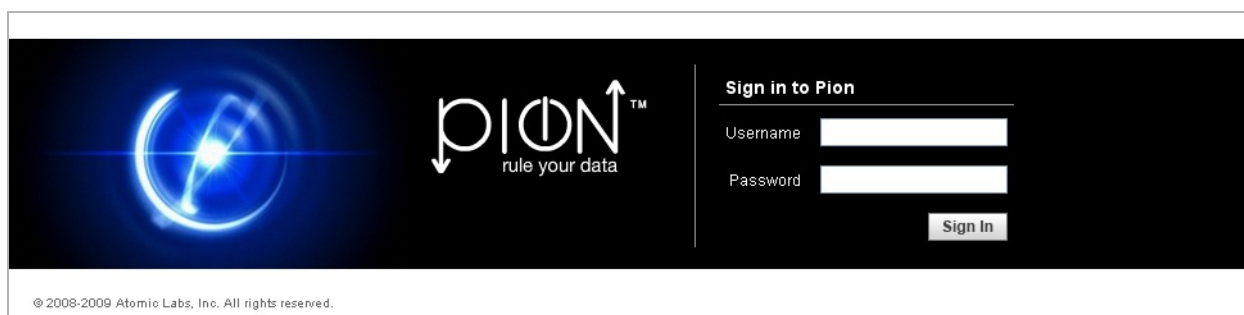 PION™
rule your data
Sign in to Pion
Username
Password
Sign In
© 2008-2009 Atomic Labs, Inc. All rights reserved.